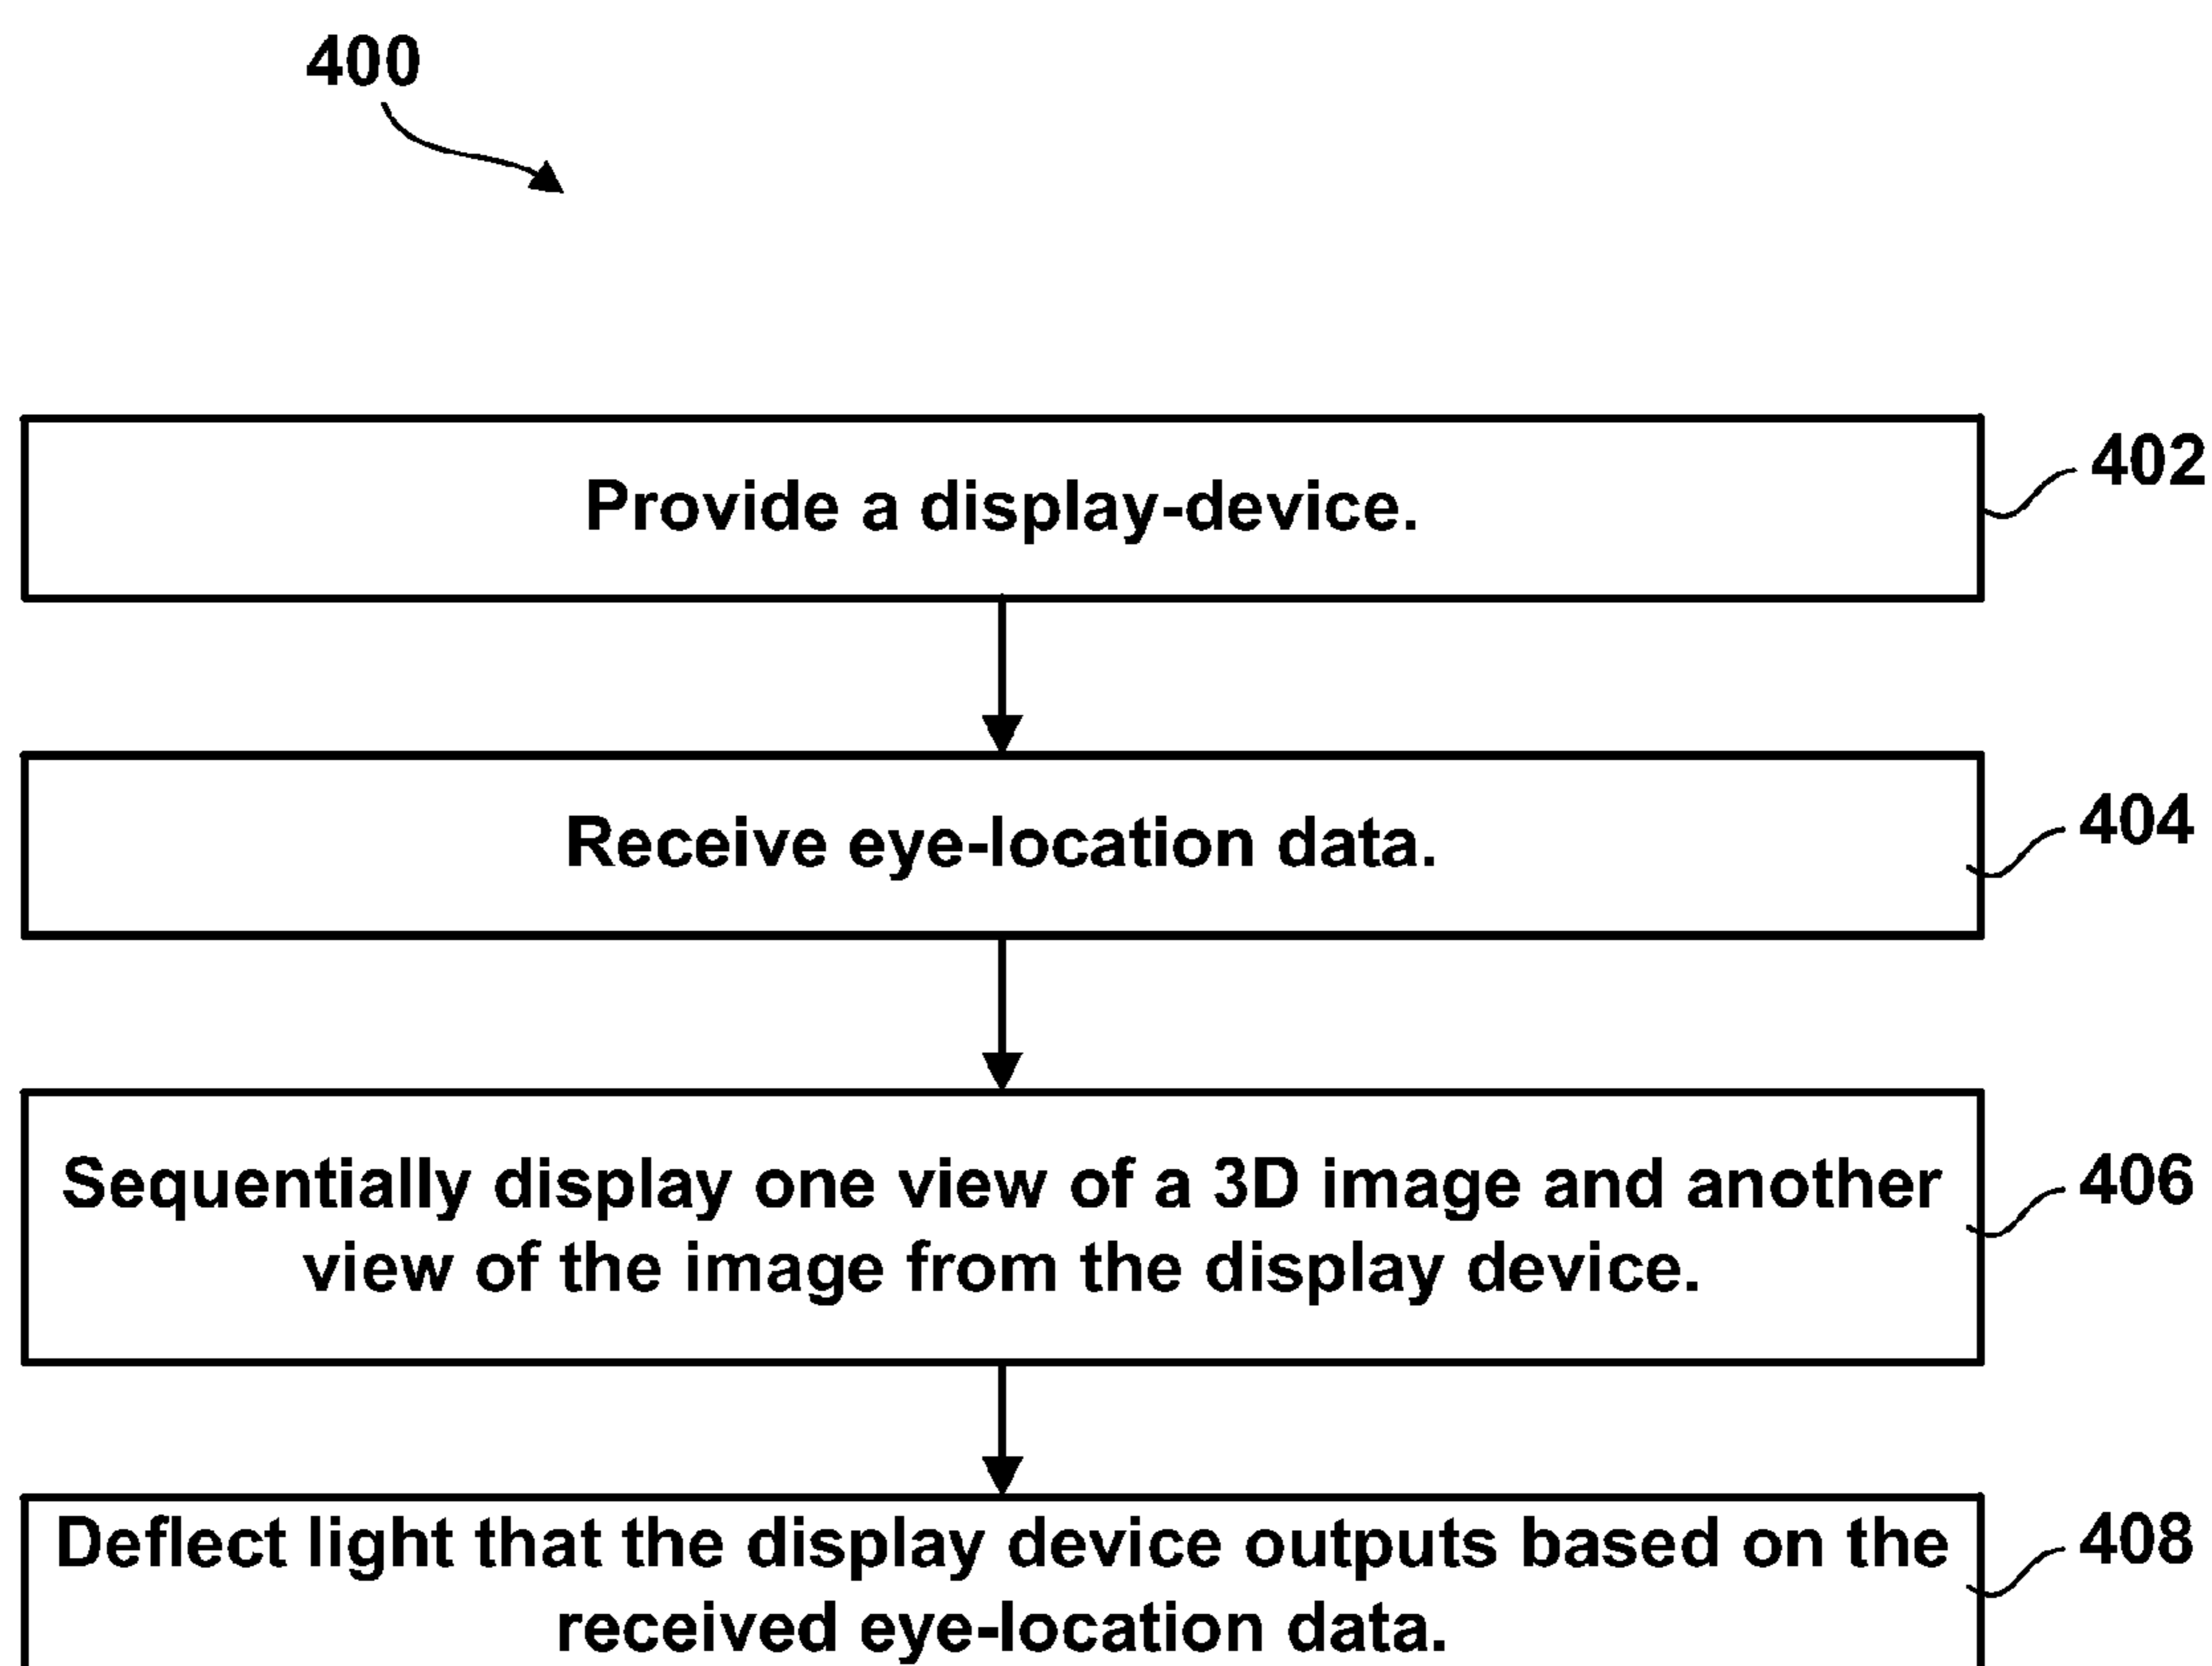 400
Provide a display-device.
402
Receive eye-location data.
404
Sequentially display one view of a 3D image and another
view of the image from the display device.
406
Deflect light that the display device outputs based on the
received eye-location data.
408